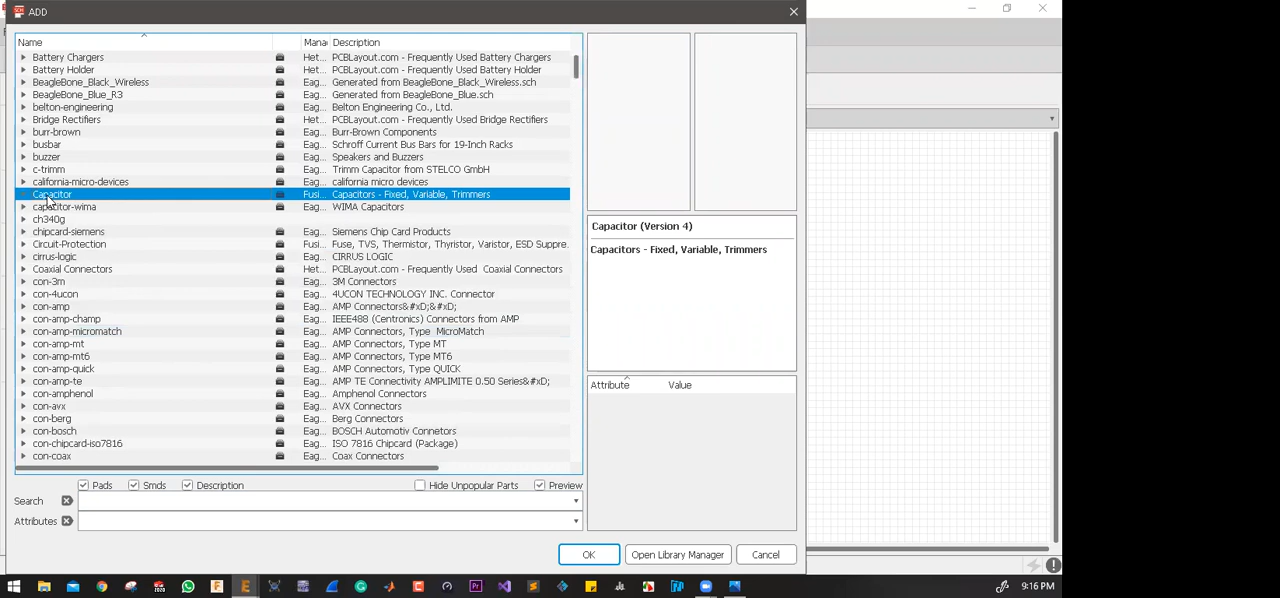 ADD
Name Mana Description
Battery Chargers Het... PCBLayout.com - Frequently Used Battery Chargers
Battery Holder Het... PCBLayout.com - Frequently Used Battery Holder
BeagleBone_Black_Wireless Eag... Generated from BeagleBone_Black_Wireless.sch
BeagleBone_Blue_R3 Eag... Generated from BeagleBone_Blue.sch
belton-engineering Eag... Belton Engineering Co., Ltd.
Bridge Rectifiers Het... PCBLayout.com - Frequently Used Bridge Rectifiers
burr-brown Eag... Burr-Brown Components
busbar Eag... Schroff Current Bus Bars for 19-Inch Racks
buzzer Eag... Speakers and Buzzers
c-trimm Eag... Trimm Capacitor from STELCO GmbH
california-micro-devices Eag... california micro devices
Capacitor Fusi... Capacitors - Fixed, Variable, Trimmers
capacitor-wima Eag... WIMA Capacitors
ch340g
chipcard-siemens Eag... Siemens Chip Card Products
Circuit-Protection Fusi... Fuse, TVS, Thermistor, Thyristor, Varistor, ESD Suppre...
cirrus-logic Eag... CIRRUS LOGIC
Coaxial Connectors Het... PCBLayout.com - Frequently Used Coaxial Connectors
con-3m Eag... 3M Connectors
con-4ucon Eag... 4UCON TECHNOLOGY INC. Connector
con-amp Eag... AMP Connectors&#xD;&#xD;
con-amp-champ Eag... IEEE488 (Centronics) Connectors from AMP
con-amp-micromatch Eag... AMP Connectors, Type MicroMatch
con-amp-mt Eag... AMP Connectors, Type MT
con-amp-mt6 Eag... AMP Connectors, Type MT6
con-amp-quick Eag... AMP Connectors, Type QUICK
con-amp-te Eag... AMP TE Connectivity AMPLIMITE 0.50 Series&#xD;
con-amphenol Eag... Amphenol Connectors
con-avx Eag... AVX Connectors
con-berg Eag... Berg Connectors
con-bosch Eag... BOSCH Automotiv Connetors
con-chipcard-iso7816 Eag... ISO 7816 Chipcard (Package)
con-coax Eag... Coax Connectors
Capacitor (Version 4)
Capacitors - Fixed, Variable, Trimmers
Attribute Value
Pads Smds Description Hide Unpopular Parts Preview
Search
Attributes
OK Open Library Manager Cancel
9:16 PM